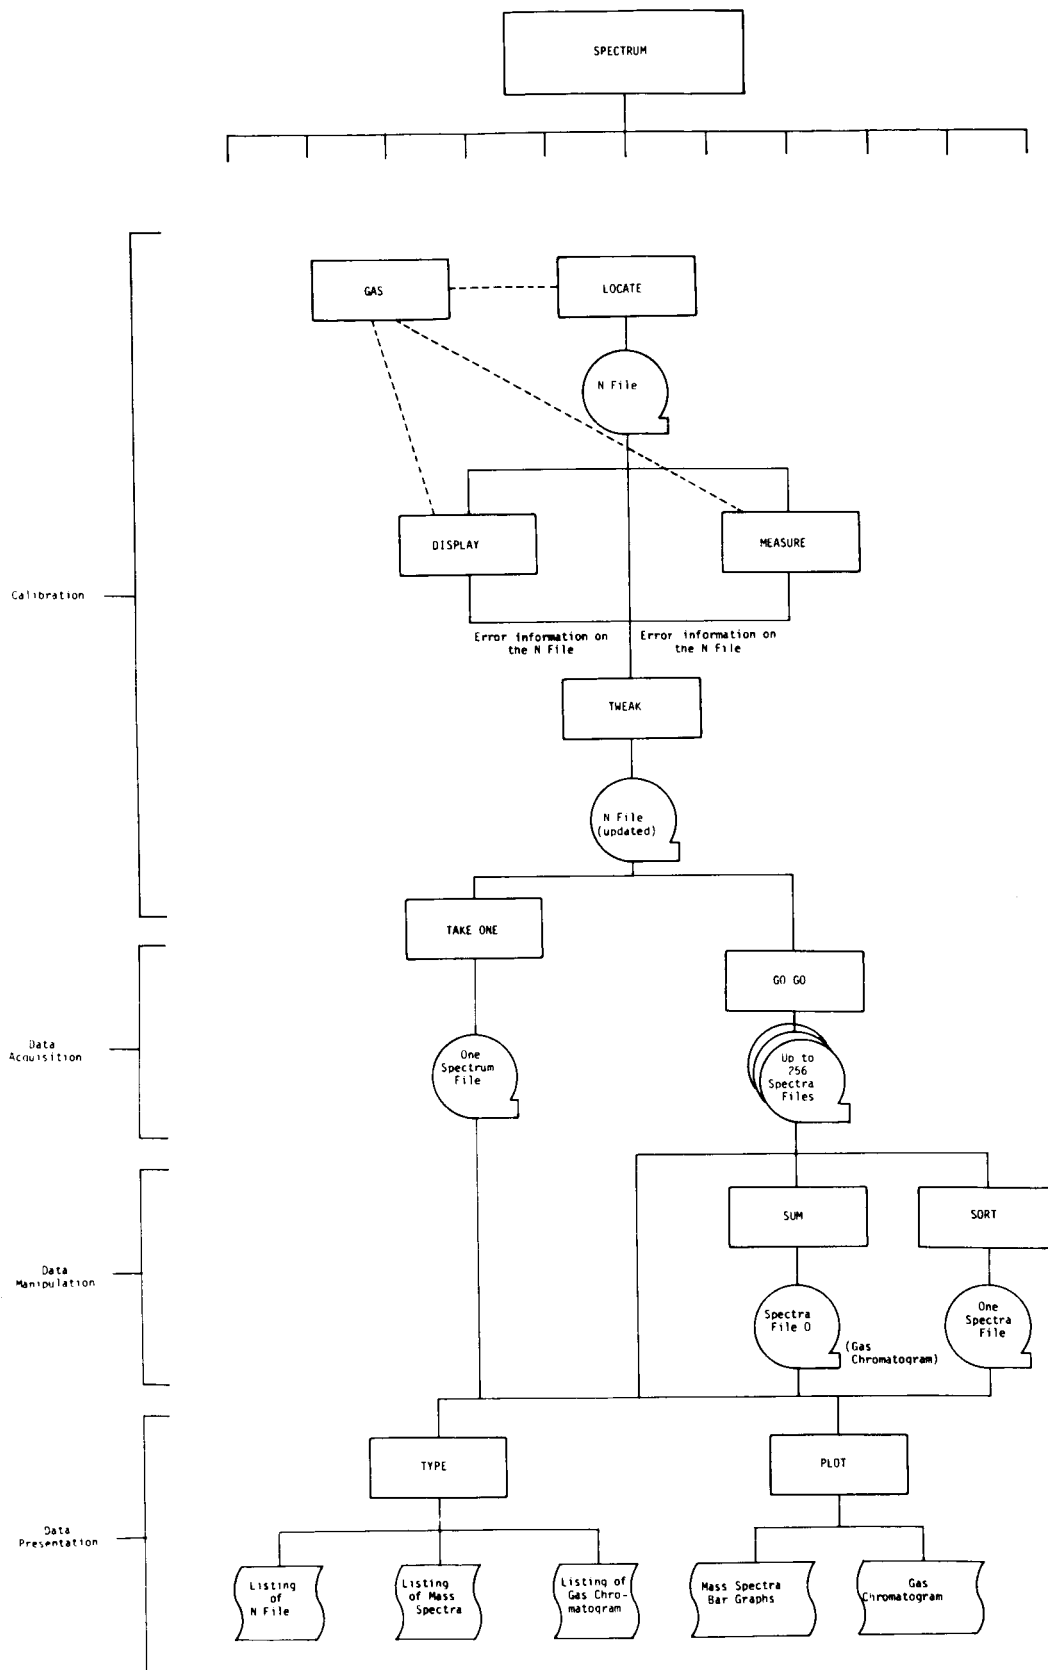 SPECTRUM
GAS
LOCATE
N File
DISPLAY
MEASURE
Calibration
Error information on
the N File
Error information on
the N File
TWEAK
N File
(updated)
TAKE ONE
GO GO
Data
Acquisition
One
Spectrum
File
Up to
256
Spectra
Files
SUM
SORT
Data
Manipulation
Spectra
File 0
(Gas
Chromatogram)
One
Spectra
File
TYPE
PLOT
Data
Presentation
Listing
of
N File
Listing
of Mass
Spectra
Listing of
Gas Chro-
matogram
Mass Spectra
Bar Graphs
Gas
Chromatogram